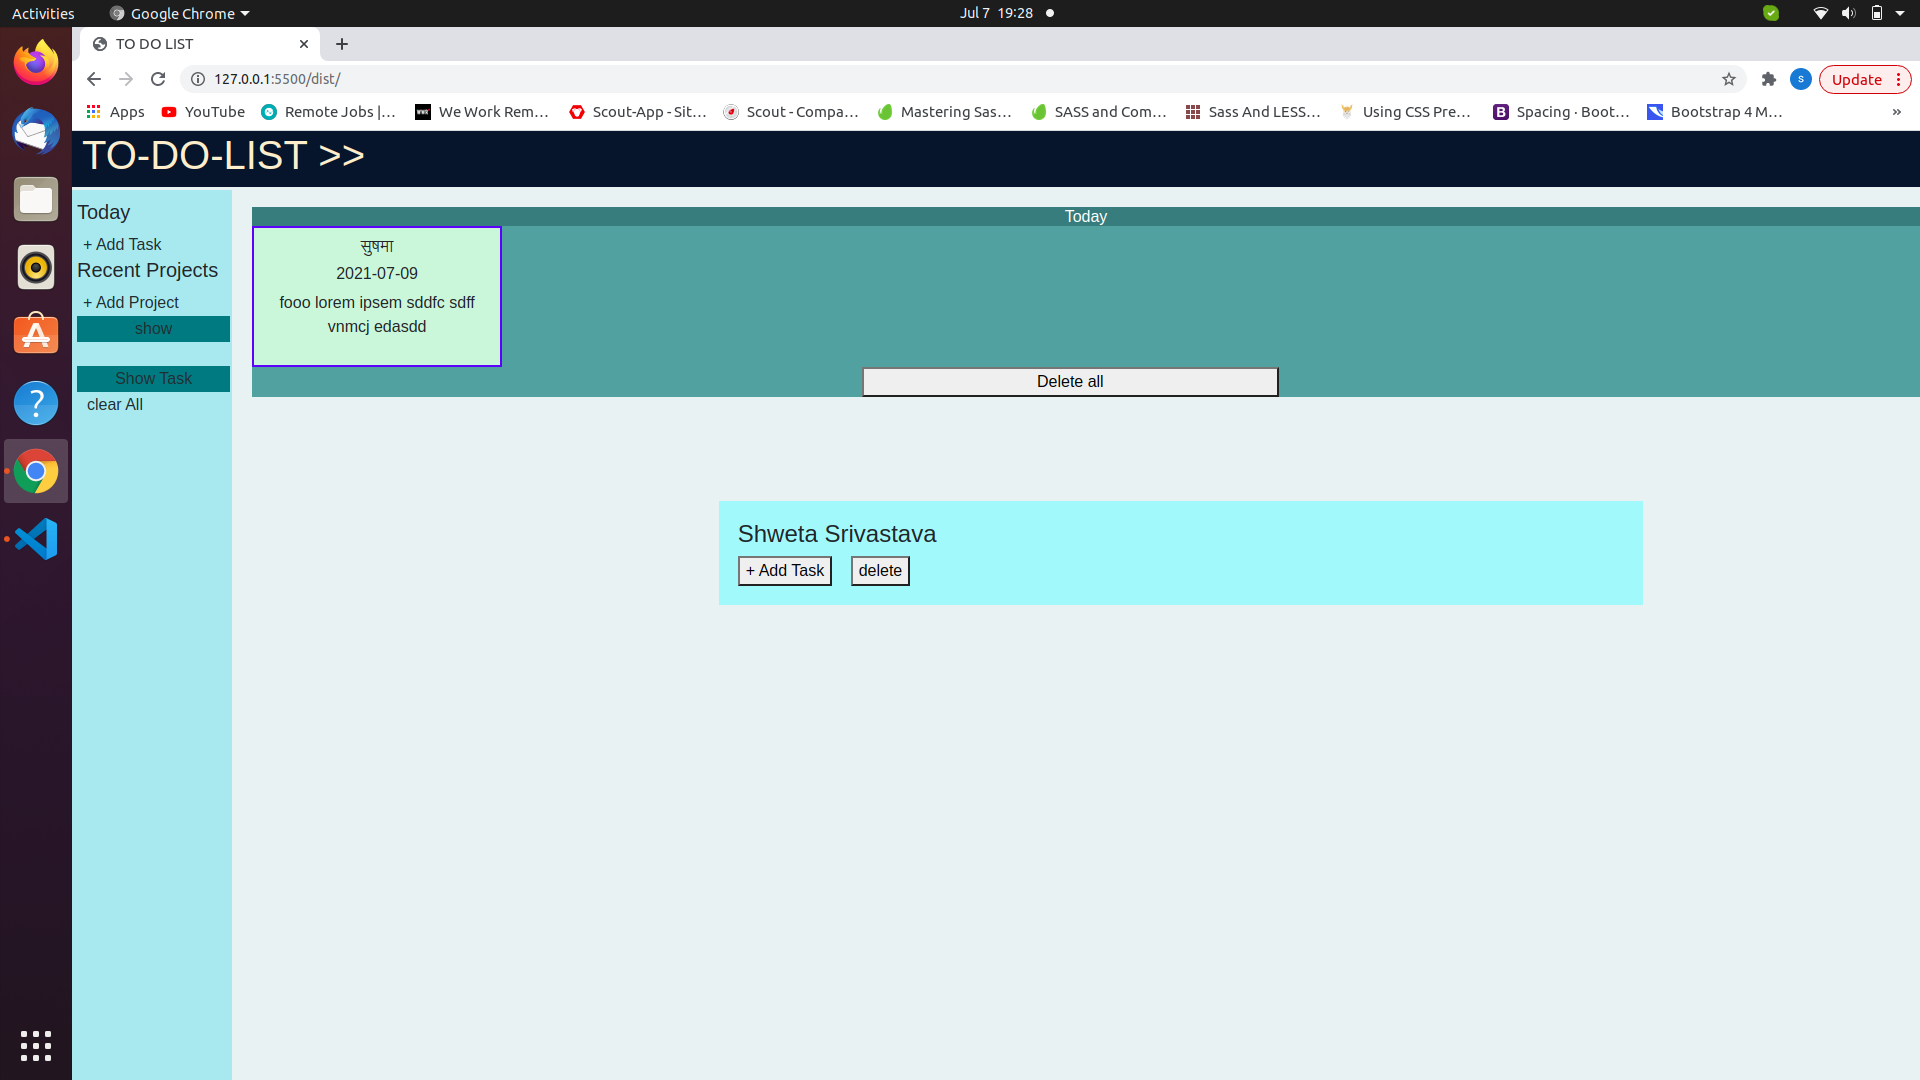 Activities
Google Chrome
Jul 7 19:28
TO DO LIST
127.0.0.1:5500/dist/
S
Update
Apps
YouTube
Remote Jobs |...
We Work Rem...
Scout-App - Sit...
Scout - Compa...
Mastering Sas...
SASS and Com...
Sass And LESS...
Using CSS Pre...
Spacing · Boot...
Bootstrap 4 M...
»
TO-DO-LIST >>
Today
+ Add Task
Recent Projects
+ Add Project
show
Show Task
clear All
Today
सुषमा
2021-07-09
fooo lorem ipsem sddfc sdff
vnmcj edasdd
Delete all
Shweta Srivastava
+ Add Task
delete